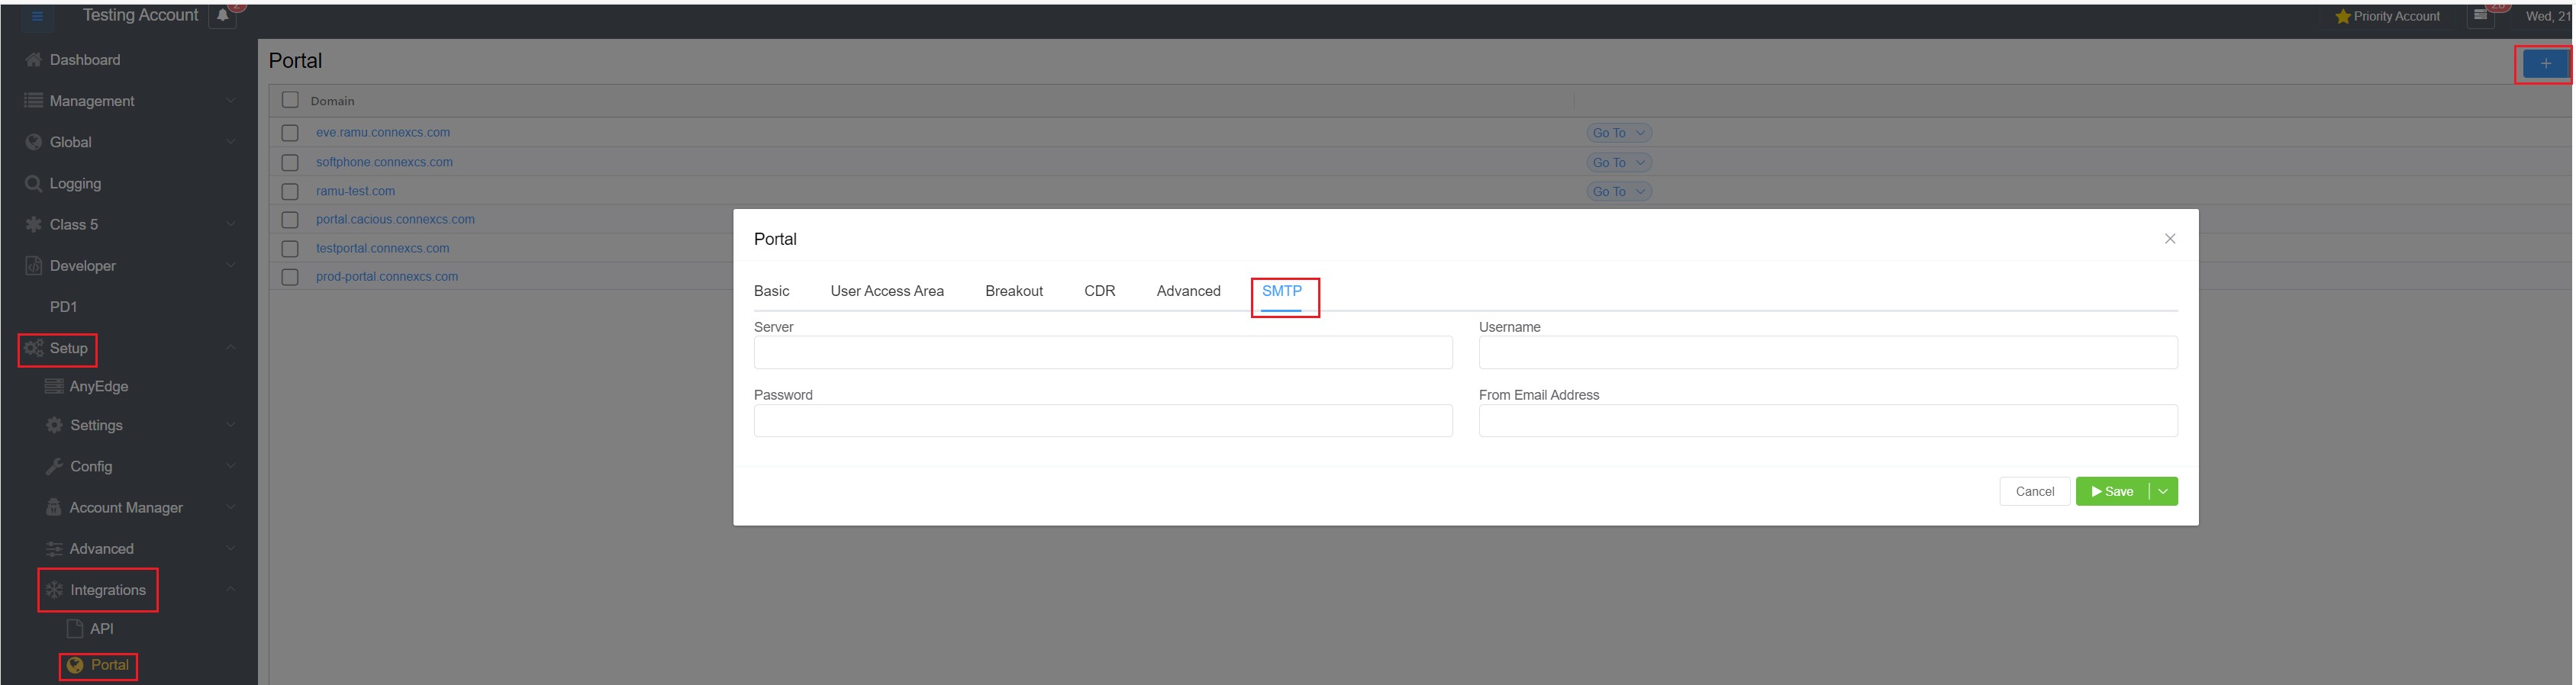 Testing Account
2
Priority Account
20
Wed, 21
Dashboard
Management
Global
Logging
Class 5
Developer
PD1
Setup
AnyEdge
Settings
Config
Account Manager
Advanced
Integrations
API
Portal
Portal
+
Domain
eve.ramu.connexcs.com
Go To
softphone.connexcs.com
Go To
ramu-test.com
Go To
portal.cacious.connexcs.com
testportal.connexcs.com
prod-portal.connexcs.com
Portal
Basic User Access Area Breakout CDR Advanced SMTP
Server Username
Password From Email Address
Cancel Save